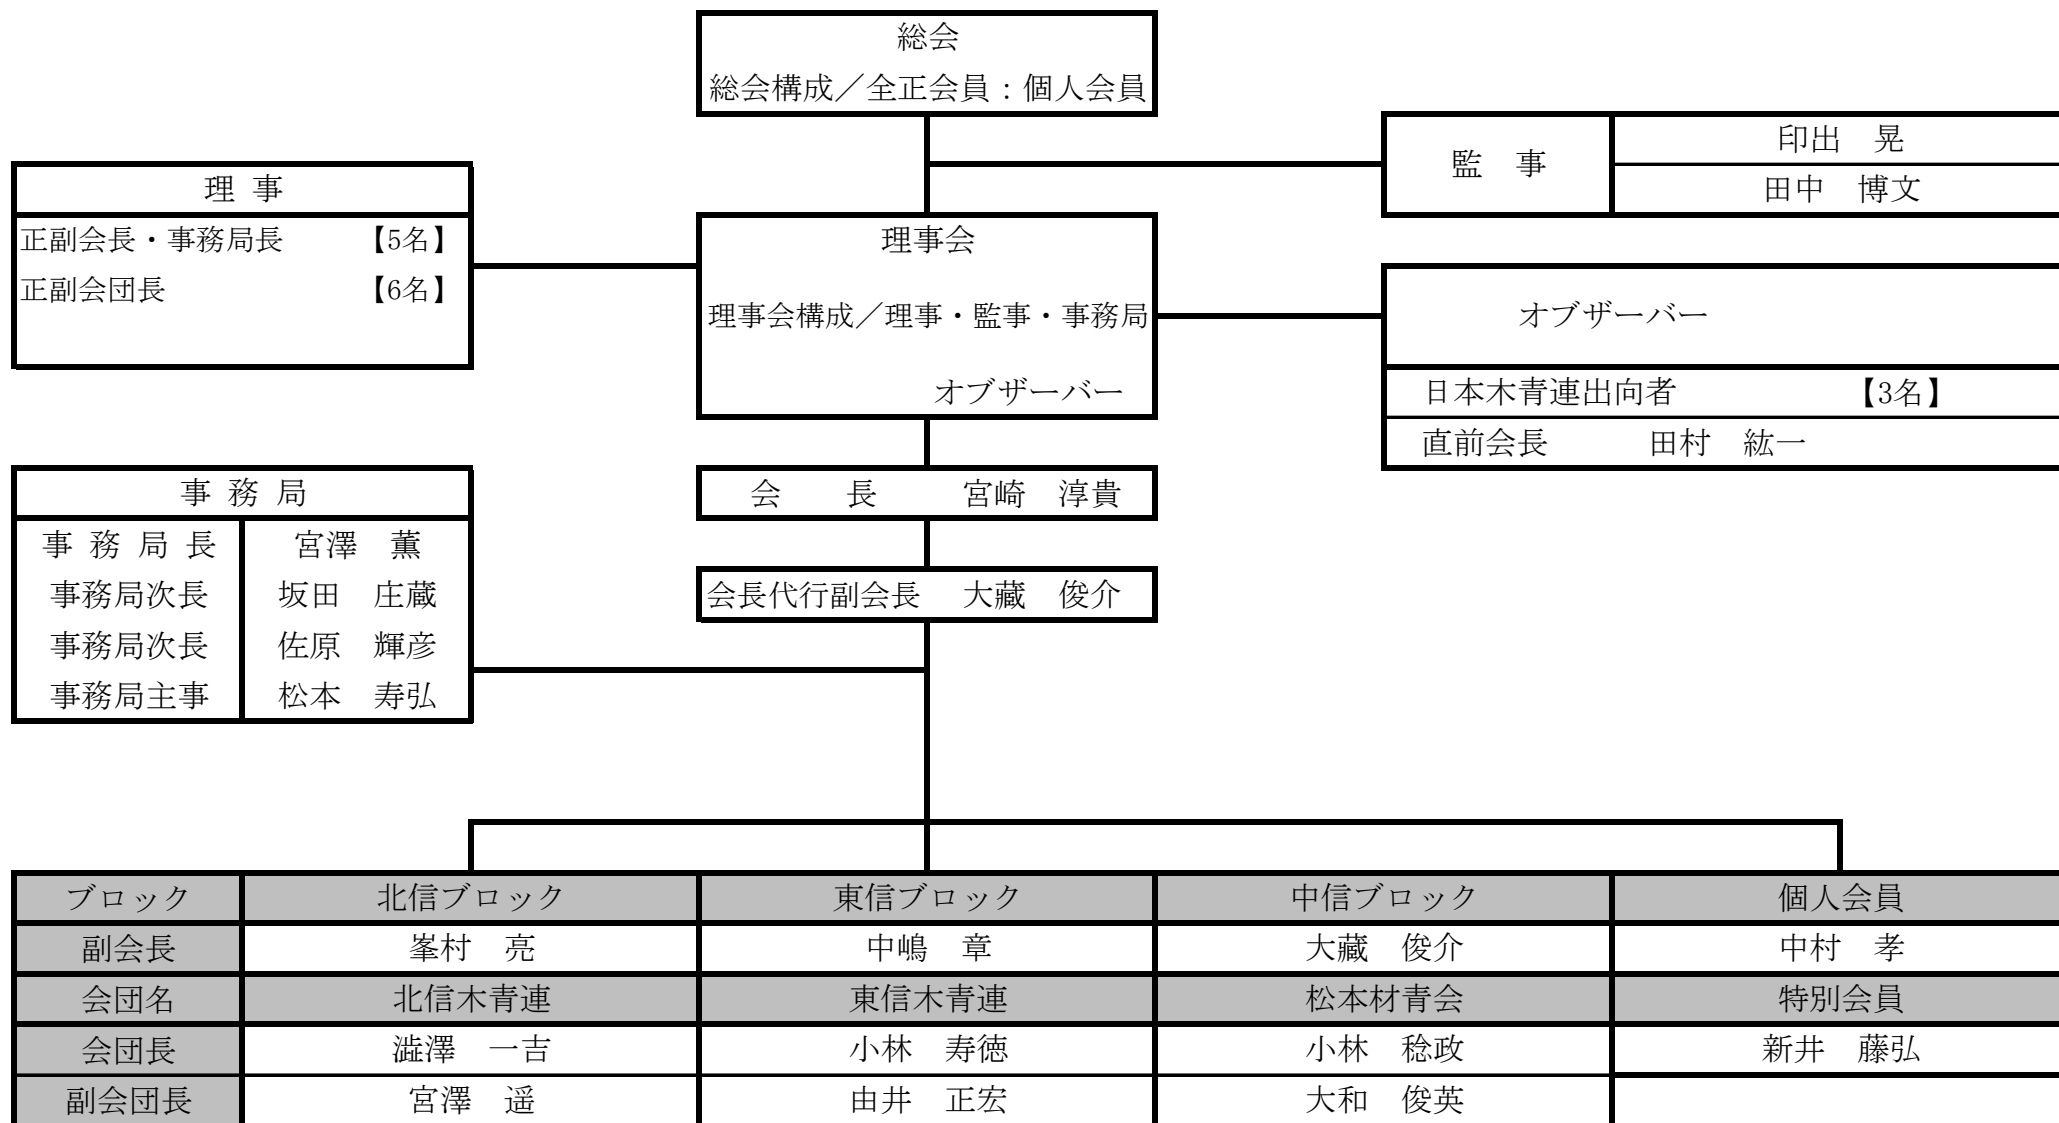 総会
総会構成／全正会員：個人会員
監　事
印出　晃
田中　博文
理 事
正副会長・事務局長　　【5名】
正副会団長　　【6名】
理事会
理事会構成／理事・監事・事務局
オブザーバー
オブザーバー
日本木青連出向者　　【3名】
直前会長　　田村　紘一
事 務 局
事 務 局 長　宮澤　薫
事務局次長　坂田　庄蔵
事務局次長　佐原　輝彦
事務局主事　松本　寿弘
会　　長　　宮崎　淳貴
会長代行副会長　大藏　俊介
ブロック　北信ブロック　東信ブロック　中信ブロック　個人会員
副会長　峯村　亮　中嶋　章　大藏　俊介　中村　孝
会団名　北信木青連　東信木青連　松本材青会　特別会員
会団長　澁澤　一吉　小林　寿徳　小林　稔政　新井　藤弘
副会団長　宮澤　遥　由井　正宏　大和　俊英